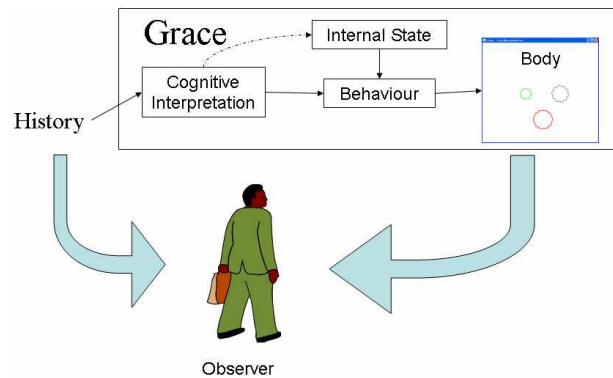 Grace
Internal State
Body
Cognitive
Interpretation
Behaviour
History
Observer